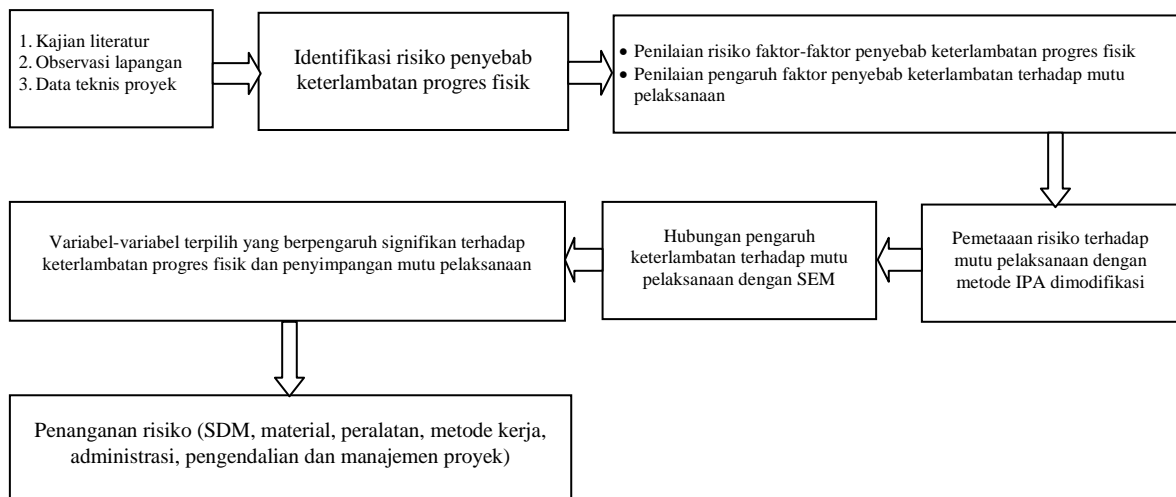 1. Kajian literatur
2. Observasi lapangan
3. Data teknis proyek
Identifikasi risiko penyebab
keterlambatan progres fisik
• Penilaian risiko faktor-faktor penyebab keterlambatan progres fisik
• Penilaian pengaruh faktor penyebab keterlambatan terhadap mutu
pelaksanaan
Pemetaaan risiko terhadap
mutu pelaksanaan dengan
metode IPA dimodifikasi
Hubungan pengaruh
keterlambatan terhadap mutu
pelaksanaan dengan SEM
Variabel-variabel terpilih yang berpengaruh signifikan terhadap
keterlambatan progres fisik dan penyimpangan mutu pelaksanaan
Penanganan risiko (SDM, material, peralatan, metode kerja,
administrasi, pengendalian dan manajemen proyek)